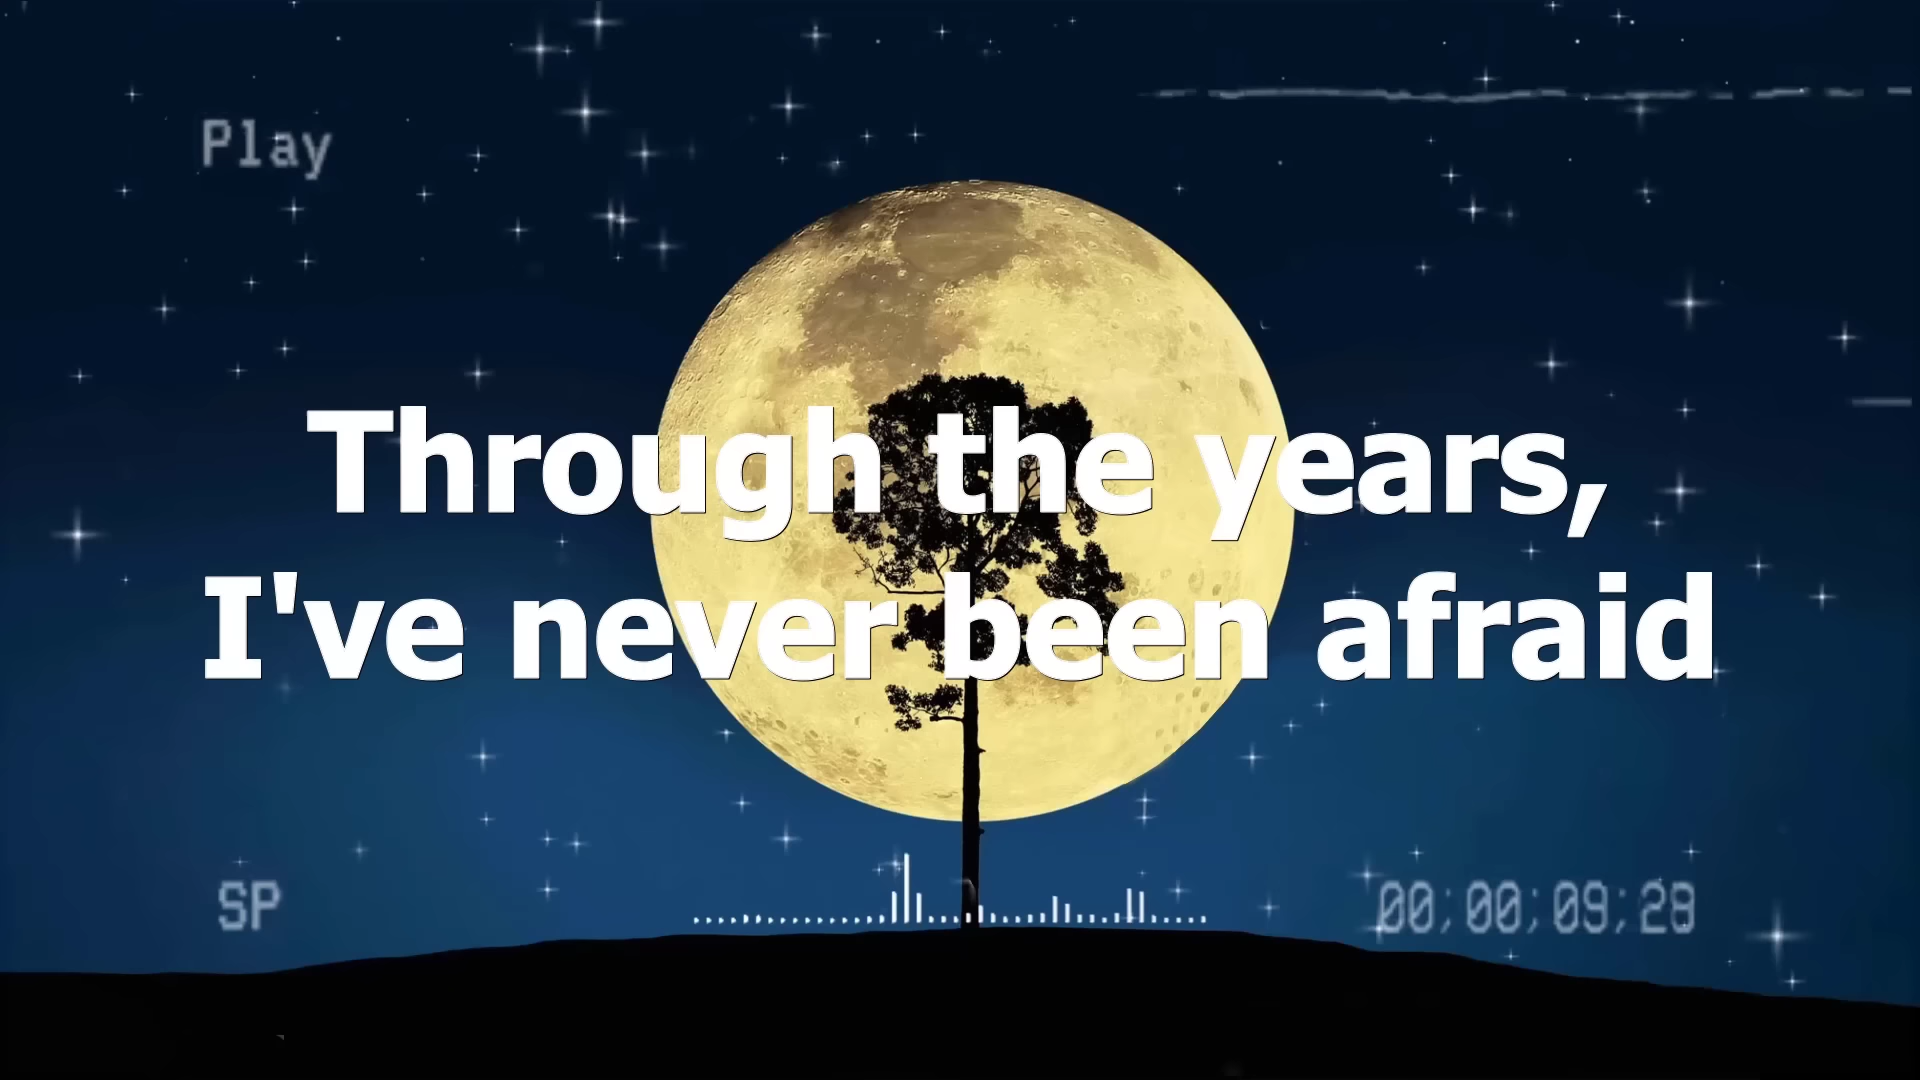 Play
Through the years,
I've never been afraid
SP
00;00;09;28